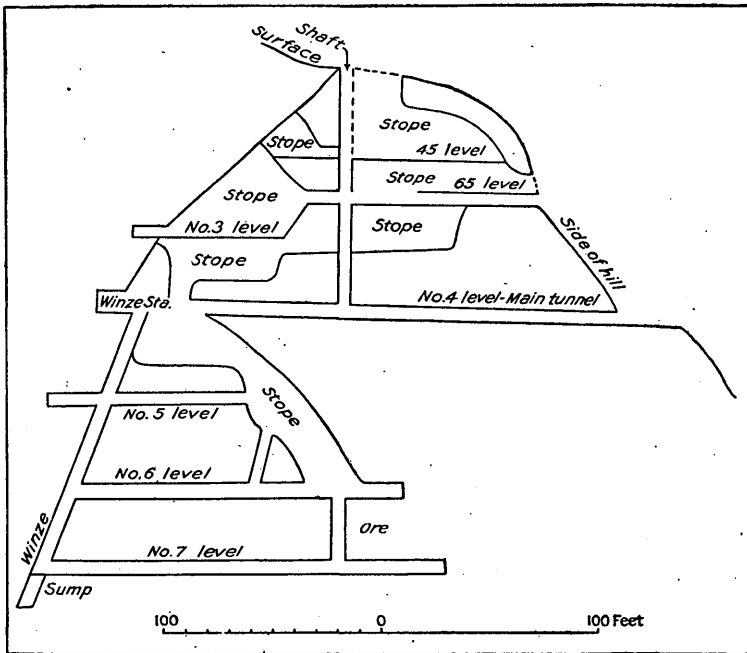 Shaft
Surface
Stope
45 level
Stope
Stope
65 level
Stope
No.3 level
Stope
Side of hill
Stope
Winze Sta.
No.4 level-Main tunnel
Stope
No.5 level
No.6 level
Winze
Ore
No.7 level
Sump
100 0 100 Feet